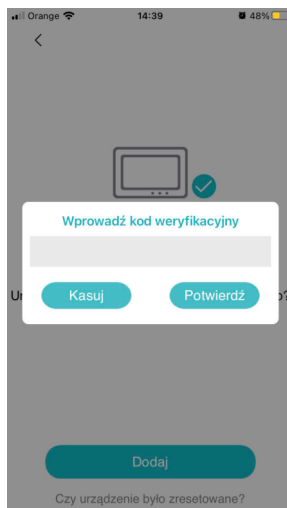 Orange 14:39 48%
Wprowadź kod weryfikacyjny
Kasuj Potwierdź
Dodaj
Czy urządzenie było zresetowane?